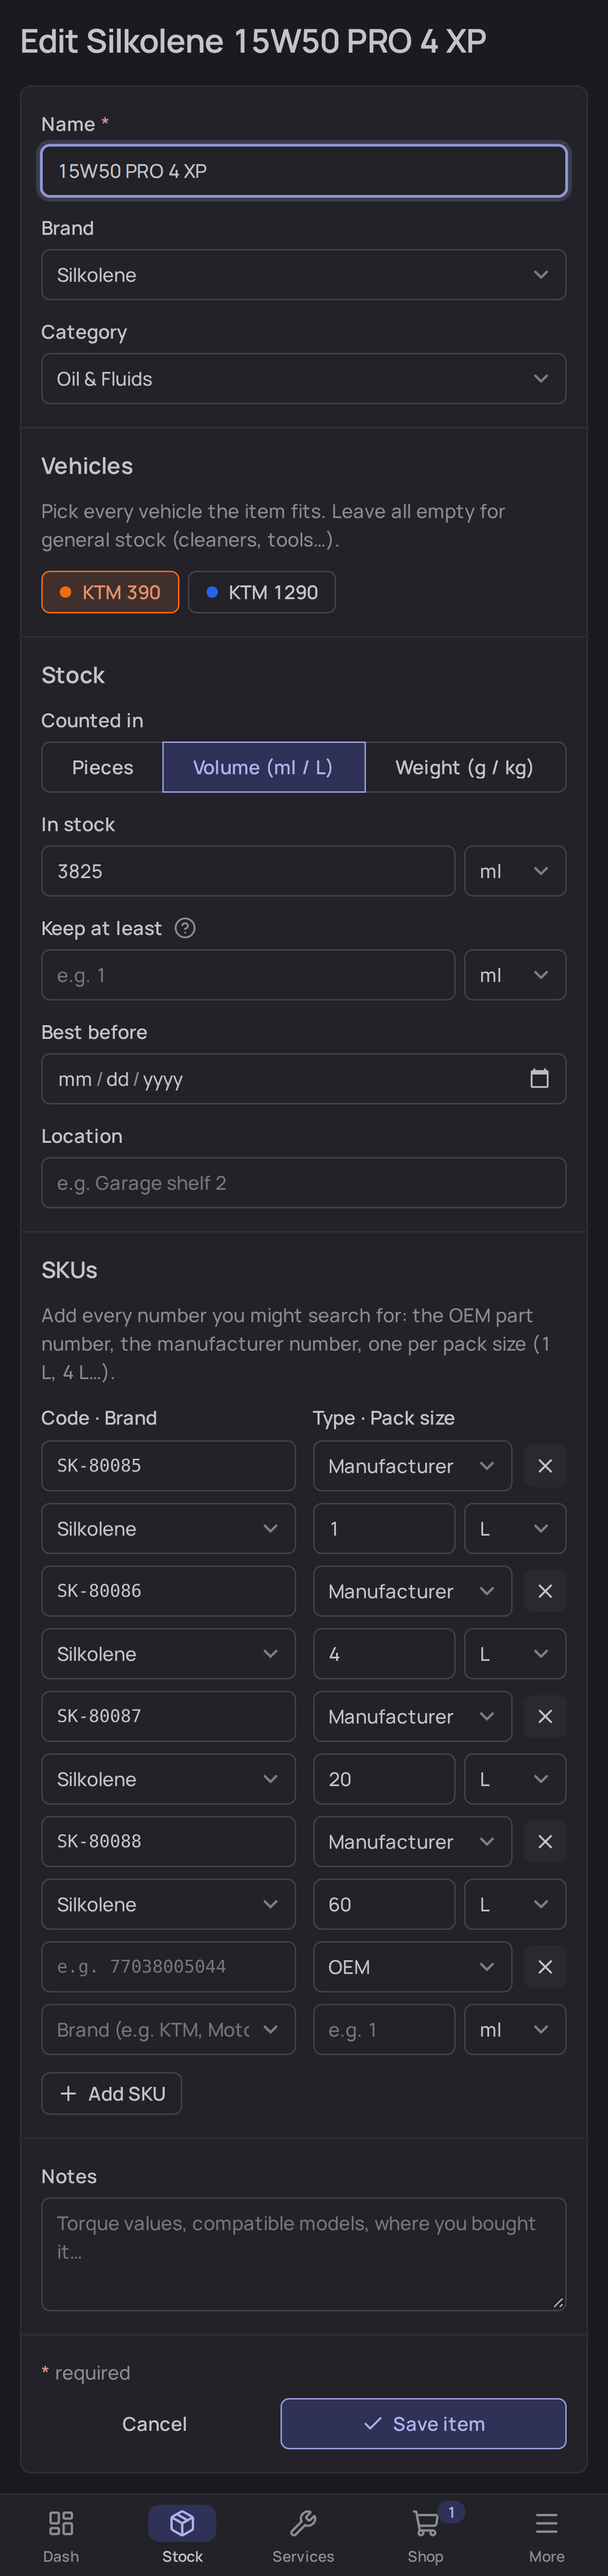 Edit Silkolene 15W50 PRO 4 XP
Name *
15W50 PRO 4 XP
Brand
Silkolene
Category
Oil & Fluids
Vehicles
Pick every vehicle the item fits. Leave all empty for
general stock (cleaners, tools…).
KTM 390
KTM 1290
Stock
Counted in
Pieces
Volume (ml / L)
Weight (g / kg)
In stock
3825
ml
Keep at least
e.g. 1
ml
Best before
mm/dd/yyyy
Location
e.g. Garage shelf 2
SKUs
Add every number you might search for: the OEM part
number, the manufacturer number, one per pack size (1
L, 4 L…).
Code · Brand
Type · Pack size
SK-80085
Manufacturer
Silkolene
1
L
SK-80086
Manufacturer
Silkolene
4
L
SK-80087
Manufacturer
Silkolene
20
L
SK-80088
Manufacturer
Silkolene
60
L
e.g. 77038005044
OEM
Brand (e.g. KTM, Moto
e.g. 1
ml
Add SKU
Notes
Torque values, compatible models, where you bought
it…
* required
Cancel
Save item
1
Dash
Stock
Services
Shop
More